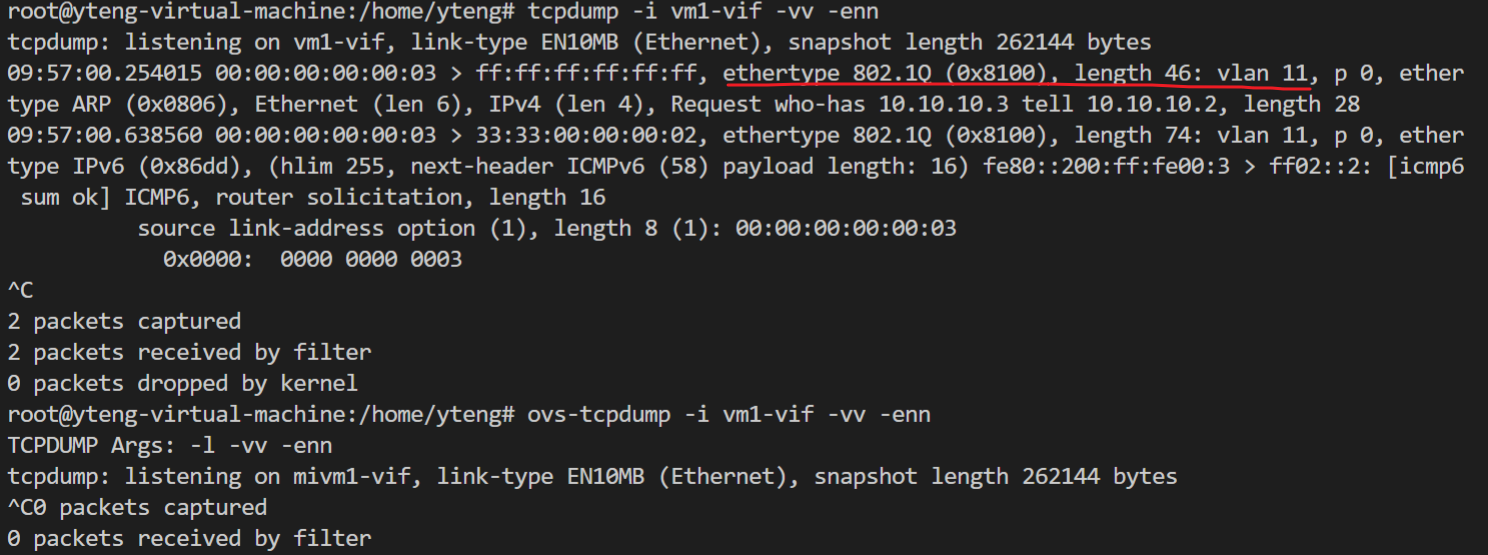 root@yteng-virtual-machine:/home/yteng# tcpdump -i vm1-vif -vv -enn
tcpdump: listening on vm1-vif, link-type EN10MB (Ethernet), snapshot length 262144 bytes
09:57:00.254015 00:00:00:00:00:03 > ff:ff:ff:ff:ff:ff, ethertype 802.1Q (0x8100), length 46: vlan 11, p 0, ether
type ARP (0x0806), Ethernet (len 6), IPv4 (len 4), Request who-has 10.10.10.3 tell 10.10.10.2, length 28
09:57:00.638560 00:00:00:00:00:03 > 33:33:00:00:00:02, ethertype 802.1Q (0x8100), length 74: vlan 11, p 0, ether
type IPv6 (0x86dd), (hlim 255, next-header ICMPv6 (58) payload length: 16) fe80::200:ff:fe00:3 > ff02::2: [icmp6
 sum ok] ICMP6, router solicitation, length 16
          source link-address option (1), length 8 (1): 00:00:00:00:00:03
            0x0000:  0000 0000 0003
^C
2 packets captured
2 packets received by filter
0 packets dropped by kernel
root@yteng-virtual-machine:/home/yteng# ovs-tcpdump -i vm1-vif -vv -enn
TCPDUMP Args: -l -vv -enn
tcpdump: listening on mivm1-vif, link-type EN10MB (Ethernet), snapshot length 262144 bytes
^C0 packets captured
0 packets received by filter